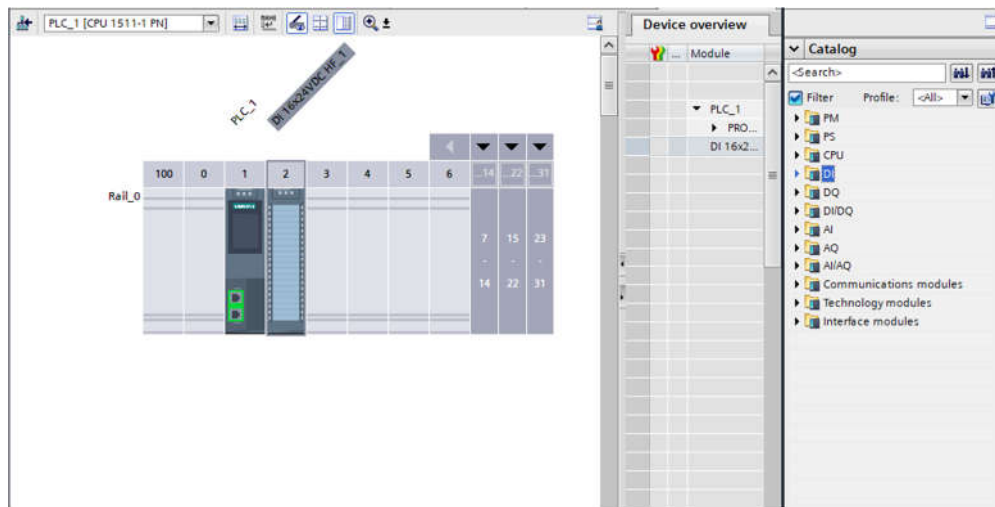 PLC_1 [CPU 1511-1 PN]
PLC_1
DI 16x24VDC HF_1
100 0 1 2 3 4 5 6 ...14 ...22 ...31
Rail_0
SIEMENS
7 15 23
- - -
14 22 31
Device overview
... Module
PLC_1
PRO...
DI 16x2...
Catalog
<Search>
Filter Profile: <All>
PM
PS
CPU
DI
DQ
DI/DQ
AI
AQ
AI/AQ
Communications modules
Technology modules
Interface modules